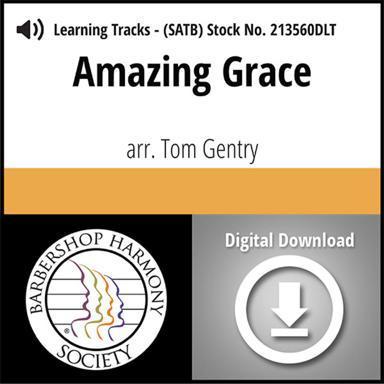 Learning Tracks - (SATB) Stock No. 213560DLT
Amazing Grace
arr. Tom Gentry
BARBERSHOP HARMONY
SOCIETY
®
Digital Download